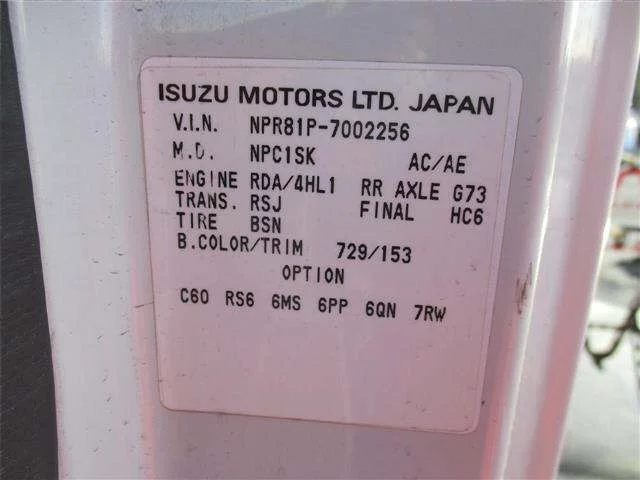 ISUZU MOTORS LTD. JAPAN
V.I.N. NPR81P-7002256
M.D. NPC1SK AC/AE
ENGINE RDA/4HL1 RR AXLE G73
TRANS. RSJ FINAL HC6
TIRE BSN
B.COLOR/TRIM 729/153
OPTION
C60 RS6 6MS 6PP 6QN 7RW